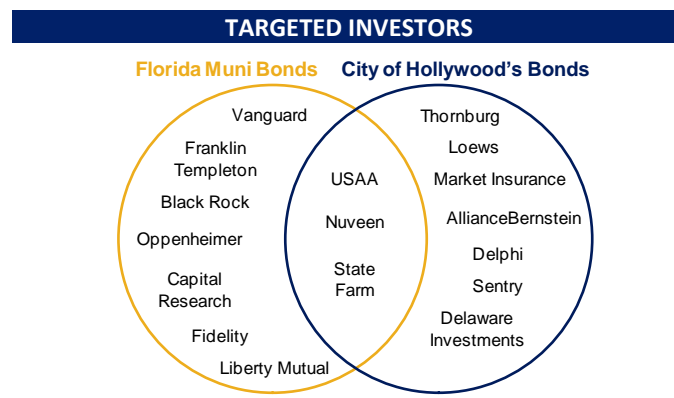 TARGETED INVESTORS
Florida Muni Bonds
City of Hollywood's Bonds
Vanguard
Franklin
Templeton
Black Rock
Oppenheimer
Capital
Research
Fidelity
Liberty Mutual
USAA
Nuveen
State
Farm
Thornburg
Loews
Market Insurance
AllianceBernstein
Delphi
Sentry
Delaware
Investments